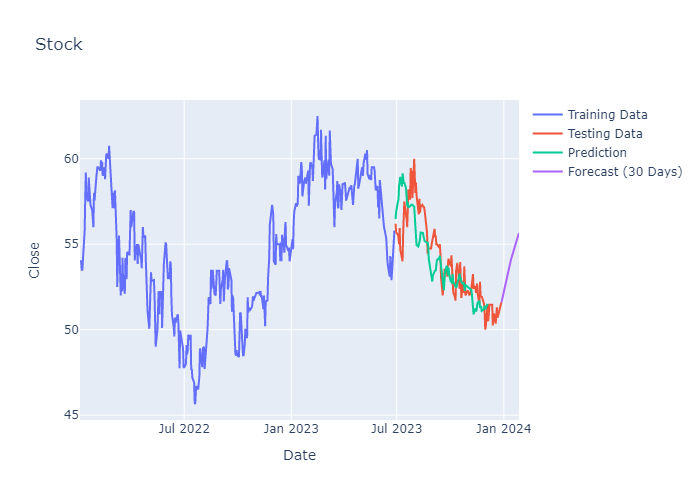 Stock
Training Data
Testing Data
Prediction
Forecast (30 Days)
60
55
50
45
Close
Jul 2022
Jan 2023
Jul 2023
Jan 2024
Date